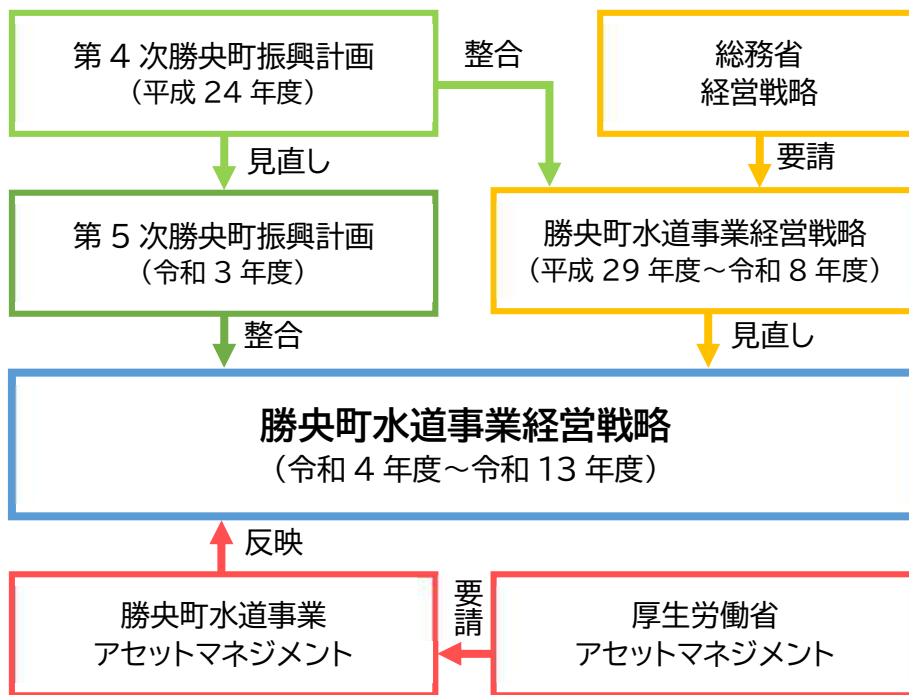 第4次勝央町振興計画
（平成 24 年度）
整合
総務省
経営戦略
見直し
要請
第5次勝央町振興計画
（令和 3 年度）
勝央町水道事業経営戦略
（平成 29 年度～令和 8 年度）
整合
見直し
勝央町水道事業経営戦略
（令和 4 年度～令和 13 年度）
反映
勝央町水道事業
アセットマネジメント
要請
厚生労働省
アセットマネジメント